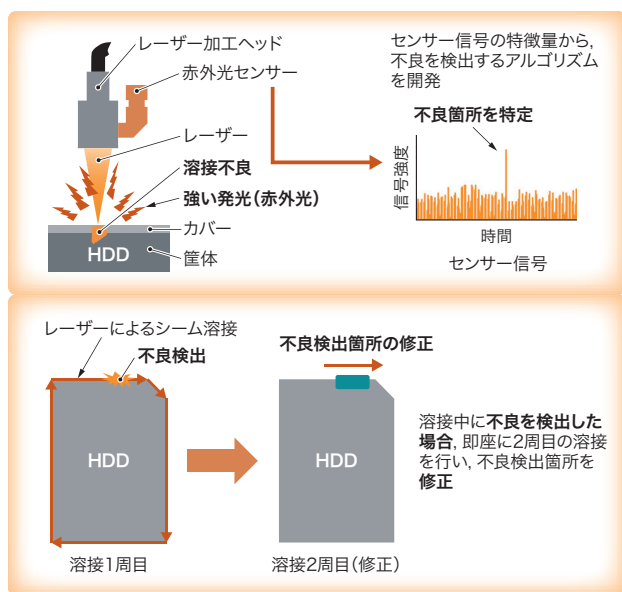 レーザー加工ヘッド
赤外光センサー
レーザー
溶接不良
強い発光(赤外光)
カバー
筐体
HDD
センサー信号の特徴量から,
不良を検出するアルゴリズム
を開発
不良箇所を特定
信号強度
時間
センサー信号
レーザーによるシーム溶接
不良検出
HDD
溶接1周目
不良検出箇所の修正
HDD
溶接2周目(修正)
溶接中に不良を検出した
場合, 即座に2周目の溶接
を行い, 不良検出箇所を
修正